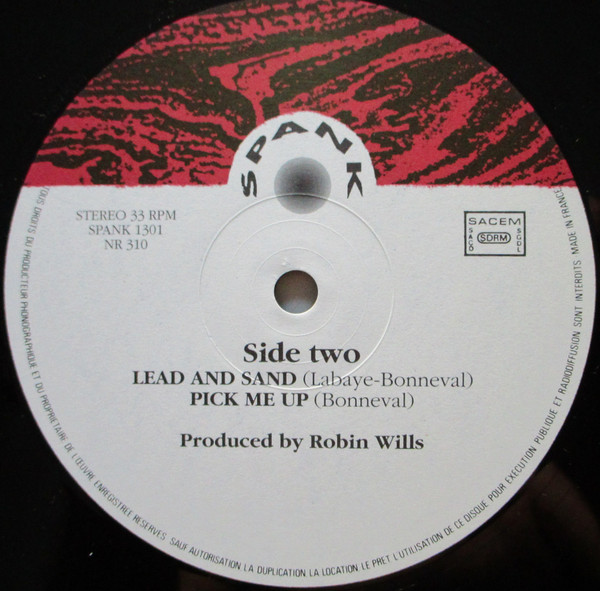 SPANK
STEREO 33 RPM
SPANK 1301
NR 310
SACEM
SACD
SDRM
SGDL
Side two
LEAD AND SAND (Labaye-Bonneval)
PICK ME UP (Bonneval)
Produced by Robin Wills
TOUS DROITS DU PRODUCTEUR PHONOGRAPHIQUE ET DU PROPRIETAIRE DE L'ŒUVRE ENREGISTREE RESERVES SAUF AUTORISATION LA DUPLICATION LA LOCATION LE PRET L'UTILISATION DE CE DISQUE POUR EXECUTION PUBLIQUE ET RADIODIFFUSION SONT INTERDITS MADE IN FRANCE